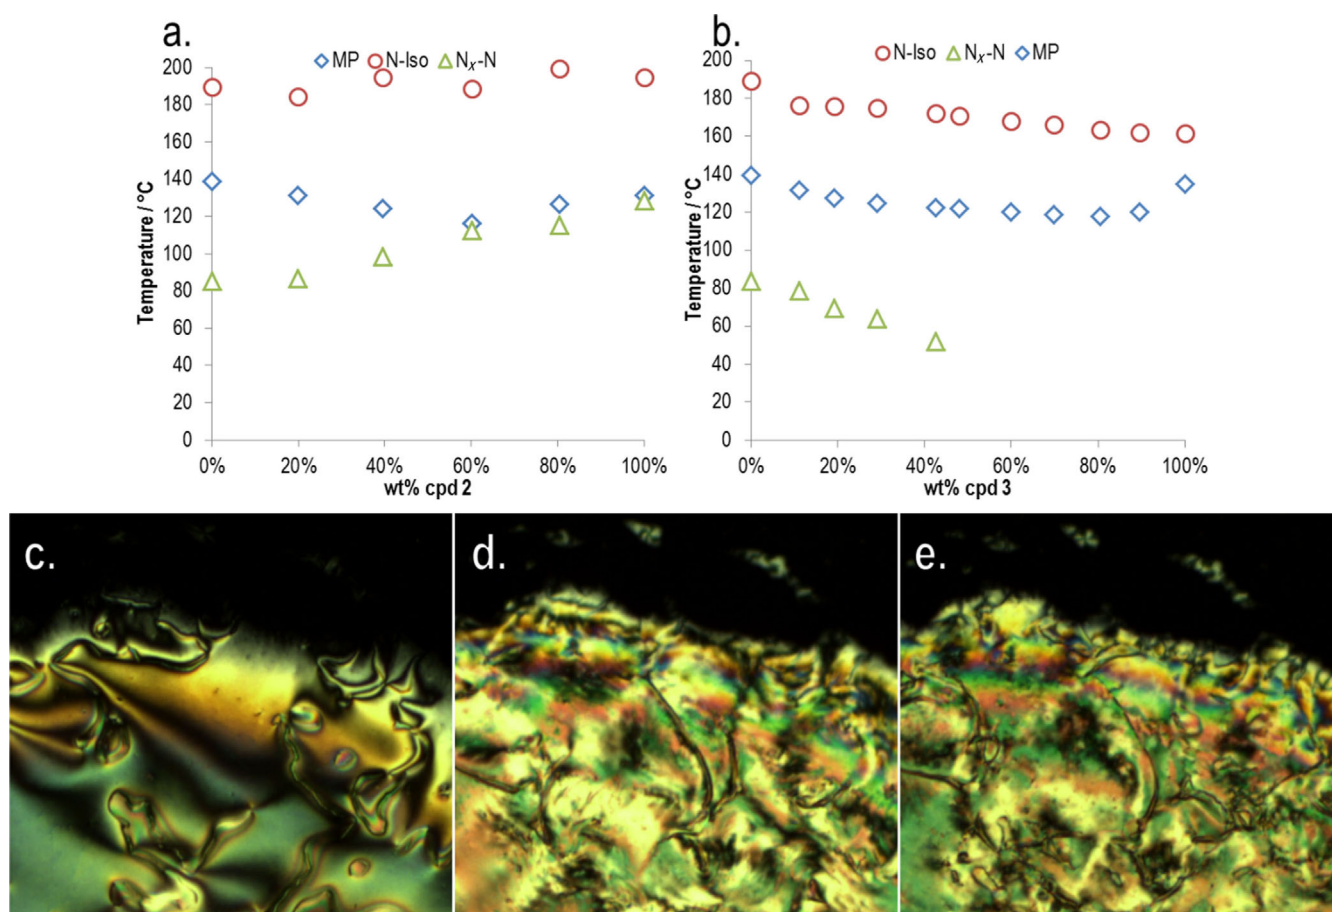 a.
MP N-Iso Nx-N
200
180
160
140
120
100
80
60
40
20
0
Temperature / °C
0% 20% 40% 60% 80% 100%
wt% cpd 2
b.
N-Iso Nx-N MP
200
180
160
140
120
100
80
60
40
20
0
Temperature / °C
0% 20% 40% 60% 80% 100%
wt% cpd 3
c.
d.
e.